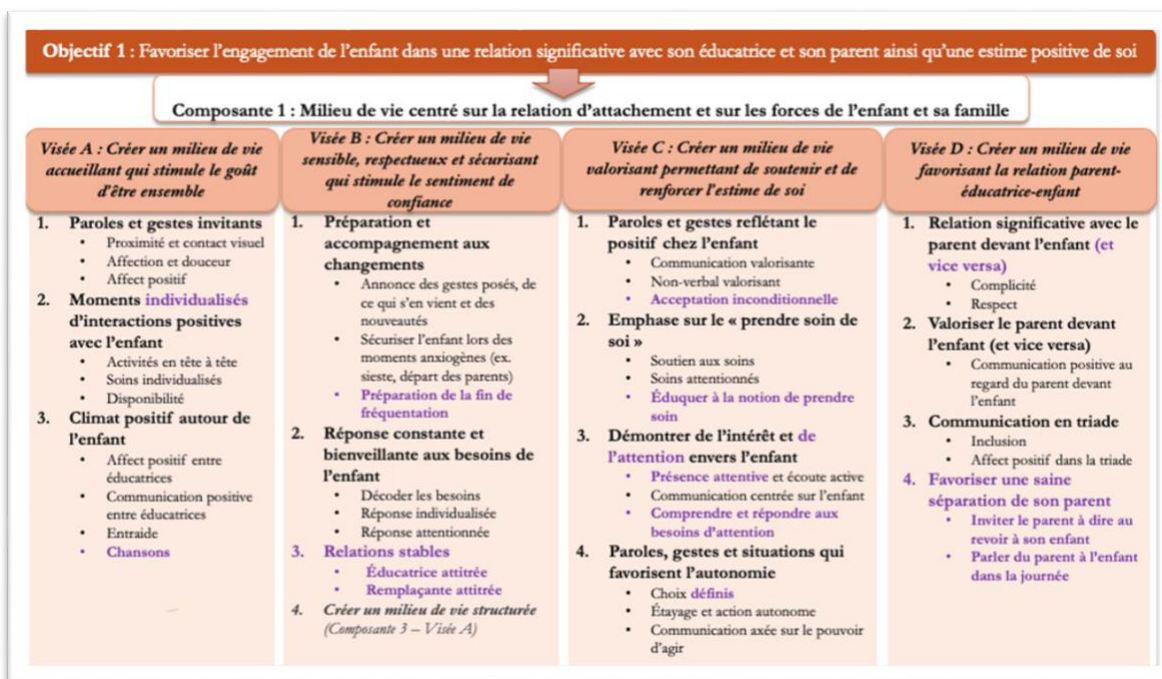 Objectif 1 : Favoriser l'engagement de l'enfant dans une relation significative avec son éducatrice et son parent ainsi qu'une estime positive de soi
Composante 1 : Milieu de vie centré sur la relation d'attachement et sur les forces de l'enfant et sa famille
Visée A : Créer un milieu de vie
accueillant qui stimule le goût
d'être ensemble
1. Paroles et gestes invitants
• Proximité et contact visuel
• Affection et douceur
• Affect positif
2. Moments individualisés
d'interactions positives
avec l'enfant
• Activités en tête à tête
• Soins individualisés
• Disponibilité
3. Climat positif autour de
l'enfant
• Affect positif entre
éducatrices
• Communication positive
entre éducatrices
• Entraide
• Chansons
Visée B : Créer un milieu de vie
sensible, respectueux et sécurisant
qui stimule le sentiment de
confiance
1. Préparation et
accompagnement aux
changements
• Annonce des gestes posés, de
ce qui s'en vient et des
nouveautés
• Sécuriser l'enfant lors des
moments anxiogènes (ex.
sieste, départ des parents)
• Préparation de la fin de
fréquentation
2. Réponse constante et
bienveillante aux besoins de
l'enfant
• Décoder les besoins
• Réponse individualisée
• Réponse attentionnée
3. Relations stables
• Éducatrice attitrée
• Remplaçante attitrée
4. Créer un milieu de vie structurée
(Composante 3 – Visée A)
Visée C : Créer un milieu de vie
valorisant permettant de soutenir et de
renforcer l'estime de soi
1. Paroles et gestes reflétant le
positif chez l'enfant
• Communication valorisante
• Non-verbal valorisant
• Acceptation inconditionnelle
2. Emphase sur le « prendre soin de
soi »
• Soutien aux soins
• Soins attentionnés
• Éduquer à la notion de prendre
soin
3. Démontrer de l'intérêt et de
l'attention envers l'enfant
• Présence attentive et écoute active
• Communication centrée sur l'enfant
• Comprendre et répondre aux
besoins d'attention
4. Paroles, gestes et situations qui
favorisent l'autonomie
• Choix définis
• Étayage et action autonome
• Communication axée sur le pouvoir
d'agir
Visée D : Créer un milieu de vie
favorisant la relation parent-
éducatrice-enfant
1. Relation significative avec le
parent devant l'enfant (et
vice versa)
• Complicité
• Respect
2. Valoriser le parent devant
l'enfant (et vice versa)
• Communication positive au
regard du parent devant
l'enfant
3. Communication en triade
• Inclusion
• Affect positif dans la triade
4. Favoriser une saine
séparation de son parent
• Inviter le parent à dire au
revoir à son enfant
• Parler du parent à l'enfant
dans la journée